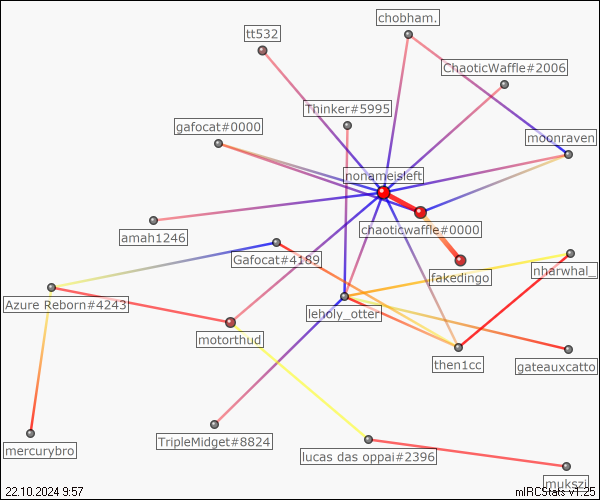 chobham.
tt532
ChaoticWaffle#2006
Thinker#5995
gafocat#0000
moonraven
nonameisleft
chaoticwaffle#0000
amah1246
Gafocat#4189
fakedingo
nbarwhal_
Azure Reborn#4243
leholy_otter
motorthud
then1cc
gateauxcatto
TripleMidget#8824
mercurybro
lucas das oppai#2396
mukszi
22.10.2024 9:57
mIRCStats v1.25